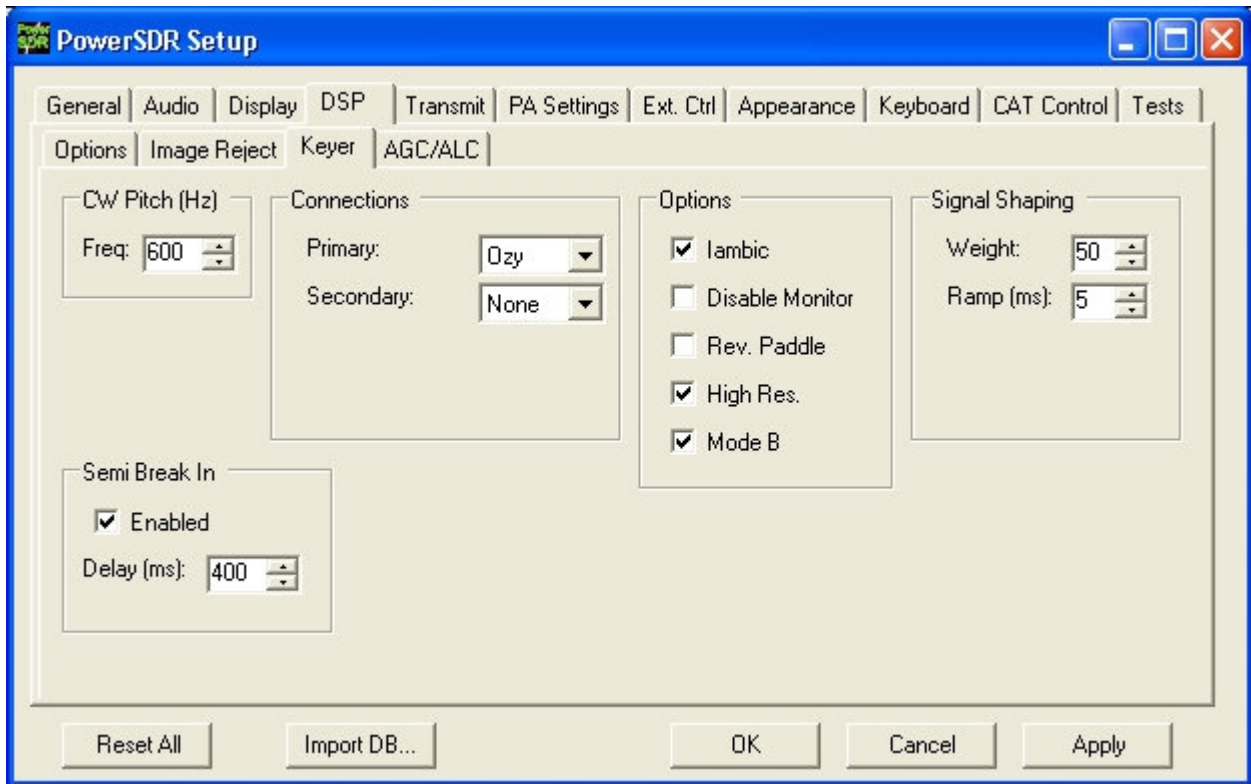 PowerSDR Setup
General Audio Display DSP Transmit PA Settings Ext. Ctrl Appearance Keyboard CAT Control Tests
Options Image Reject Keyer AGC/ALC
CW Pitch (Hz)
Freq: 600
Connections
Primary: Ozy
Secondary: None
Options
Iambic
Disable Monitor
Rev. Paddle
High Res.
Mode B
Signal Shaping
Weight: 50
Ramp (ms): 5
Semi Break In
Enabled
Delay (ms): 400
Reset All Import DB... OK Cancel Apply